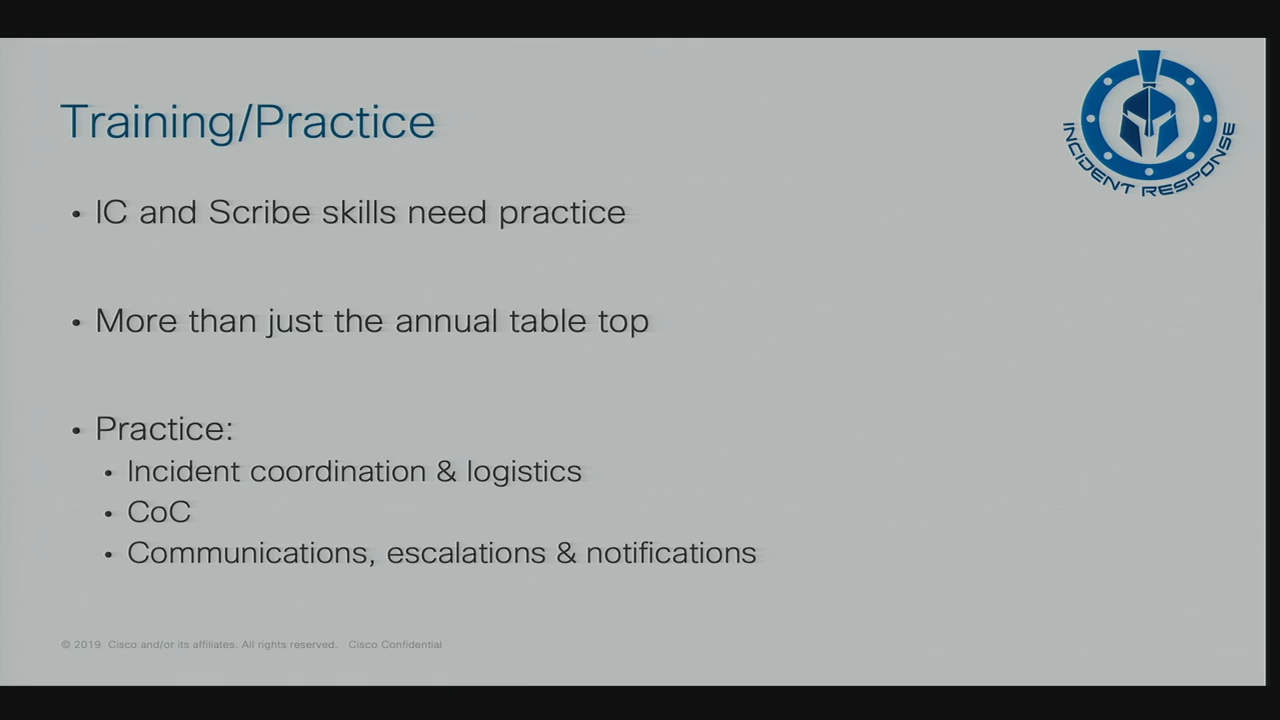 Training/Practice
INCIDENT RESPONSE
• IC and Scribe skills need practice
• More than just the annual table top
• Practice:
• Incident coordination & logistics
• CoC
• Communications, escalations & notifications
© 2019 Cisco and/or its affiliates. All rights reserved. Cisco Confidential